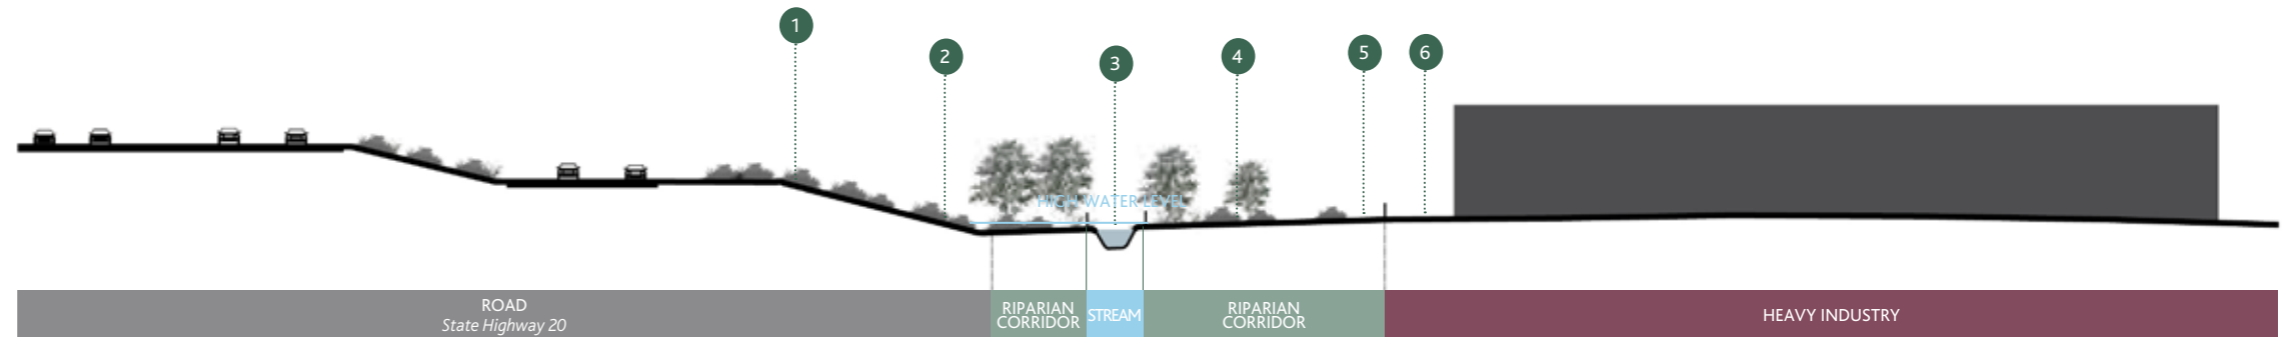 1
2
3
4
5
6
HIGH WATER LEVEL
ROAD
State Highway 20
RIPARIAN
CORRIDOR
STREAM
RIPARIAN
CORRIDOR
HEAVY INDUSTRY